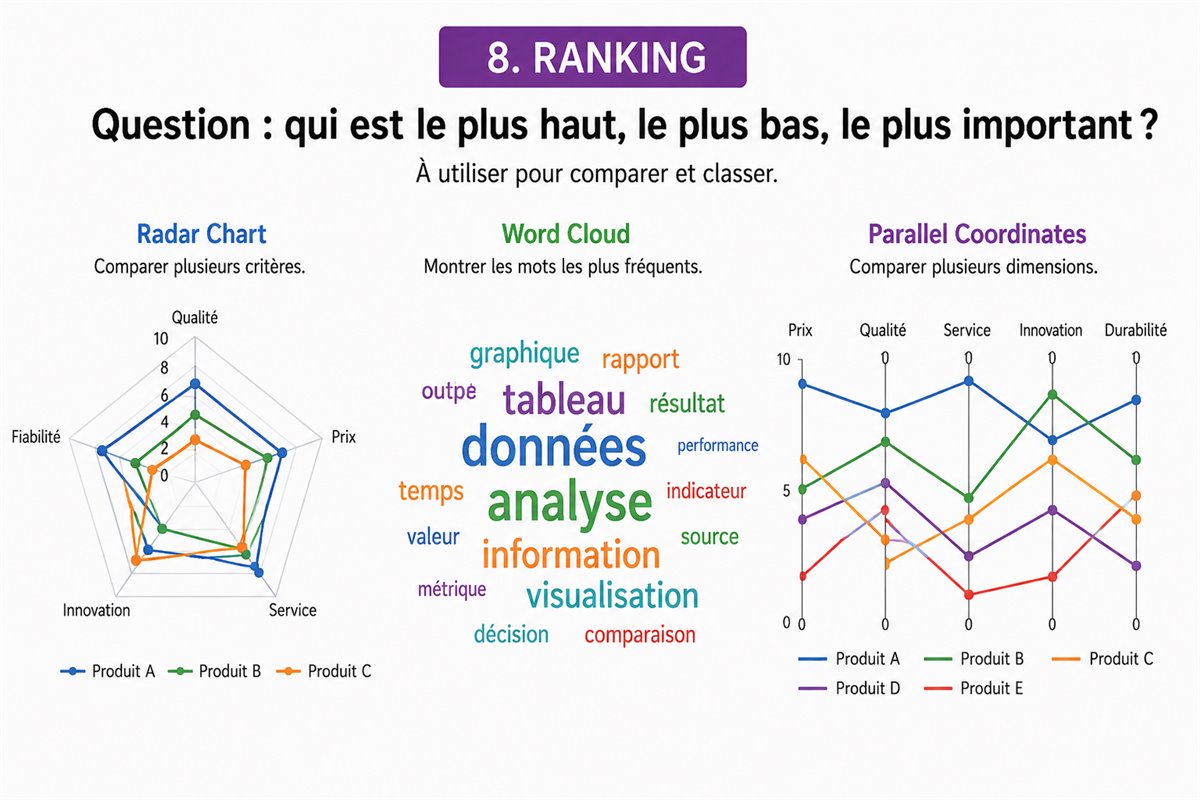 8. RANKING
Question : qui est le plus haut, le plus bas, le plus important ?
À utiliser pour comparer et classer.
Radar Chart
Comparer plusieurs critères.
Qualité
10
8
6
4
2
0
Fiabilité
Prix
Innovation
Service
Produit A
Produit B
Produit C
Word Cloud
Montrer les mots les plus fréquents.
graphique
rapport
outpé
tableau
résultat
données
performance
temps
analyse
indicateur
valeur
information
source
métrique
visualisation
décision
comparaison
Parallel Coordinates
Comparer plusieurs dimensions.
Prix Qualité Service Innovation Durabilité
10 0 0 0 0
5
0 0 0 0 0 0
Produit A Produit B Produit C
Produit D Produit E